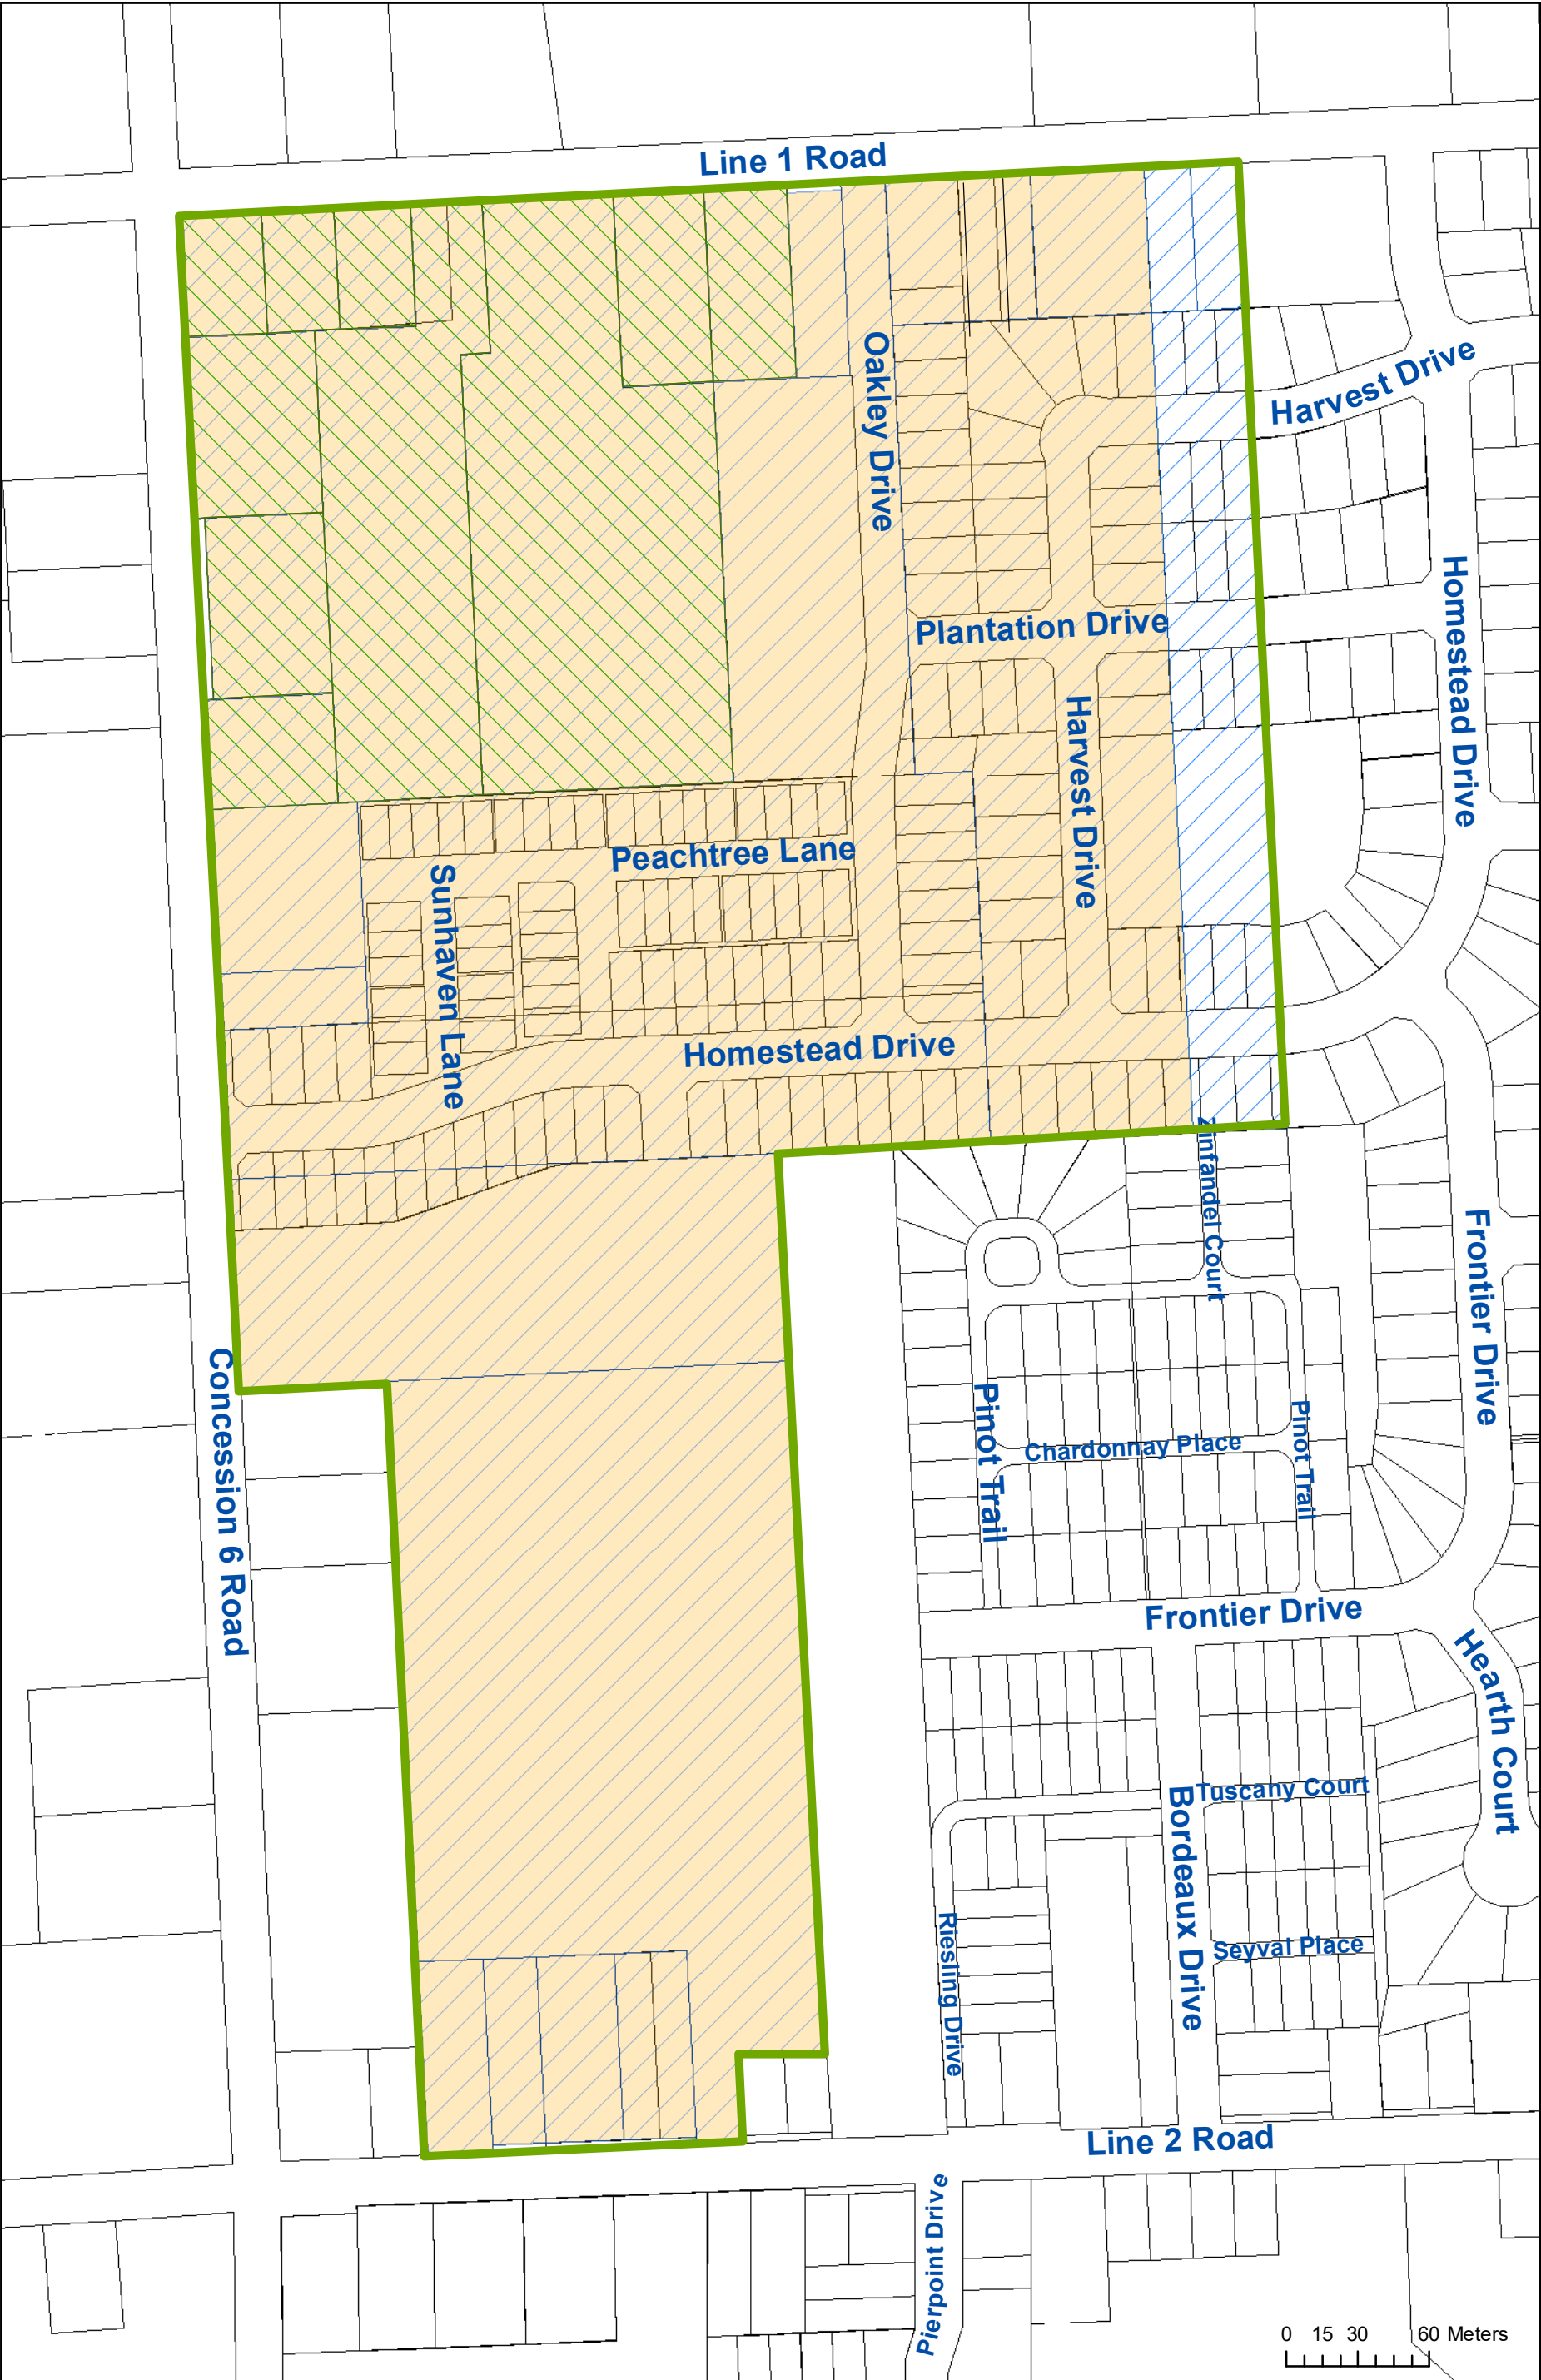 Line 1 Road
Oakley Drive
Harvest Drive
Plantation Drive
Homestead Drive
Harvest Drive
Peachtree Lane
Sunhaven Lane
Homestead Drive
Zinfandel Court
Frontier Drive
Concession 6 Road
Pinot Trail
Chardonnay Place
Pinot Trail
Frontier Drive
Hearth Court
Tuscany Court
Bordeaux Drive
Riesling Drive
Seyval Place
Line 2 Road
Pierpoint Drive
0 15 30 60 Meters